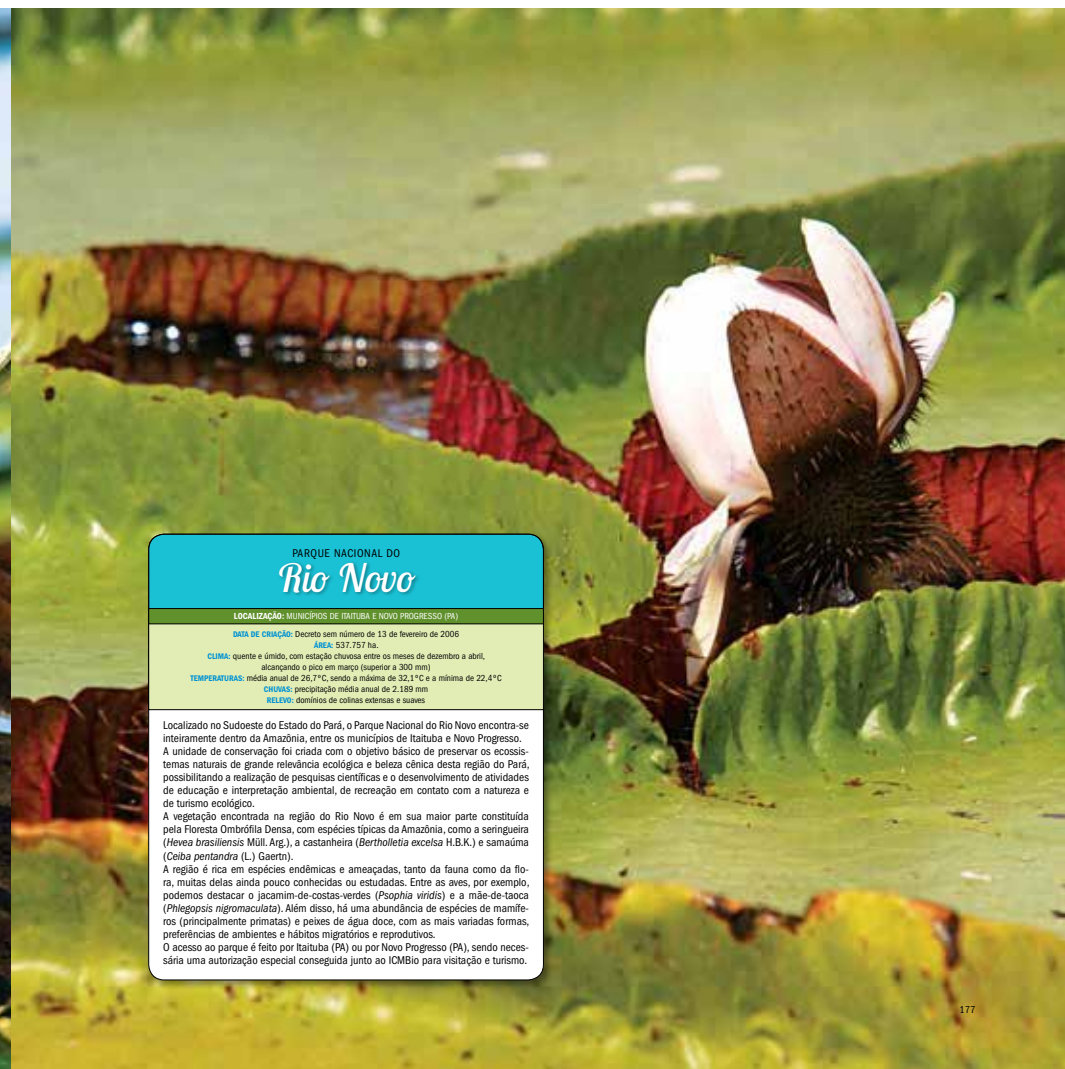 PARQUE NACIONAL DO
Rio Novo
LOCALIZAÇÃO: MUNICÍPIOS DE ITAITUBA E NOVO PROGRESSO (PA)
DATA DE CRIAÇÃO: Decreto sem número de 13 de fevereiro de 2006
ÁREA: 537.757 ha.
CLIMA: quente e úmido, com estação chuvosa entre os meses de dezembro a abril,
alcançando o pico em março (superior a 300 mm)
TEMPERATURAS: média anual de 26,7°C, sendo a máxima de 32,1°C e a mínima de 22,4°C
CHUVAS: precipitação média anual de 2.189 mm
RELEVO: domínios de colinas extensas e suaves
Localizado no Sudoeste do Estado do Pará, o Parque Nacional do Rio Novo encontra-se
inteiramente dentro da Amazônia, entre os municípios de Itaituba e Novo Progresso.
A unidade de conservação foi criada com o objetivo básico de preservar os ecossis-
temas naturais de grande relevância ecológica e beleza cênica desta região do Pará,
possibilitando a realização de pesquisas científicas e o desenvolvimento de atividades
de educação e interpretação ambiental, de recreação em contato com a natureza e
de turismo ecológico.
A vegetação encontrada na região do Rio Novo é em sua maior parte constituída
pela Floresta Ombrófila Densa, com espécies típicas da Amazônia, como a seringueira
(Hevea brasiliensis Müll. Arg.), a castanheira (Bertholletia excelsa H.B.K.) e samaúma
(Ceiba pentandra (L.) Gaertn).
A região é rica em espécies endêmicas e ameaçadas, tanto da fauna como da flo-
ra, muitas delas ainda pouco conhecidas ou estudadas. Entre as aves, por exemplo,
podemos destacar o jacamim-de-costas-verdes (Psophia viridis) e a mãe-de-taoca
(Phlegopsis nigromaculata). Além disso, há uma abundância de espécies de mamífe-
ros (principalmente primatas) e peixes de água doce, com as mais variadas formas,
preferências de ambientes e hábitos migratórios e reprodutivos.
O acesso ao parque é feito por Itaituba (PA) ou por Novo Progresso (PA), sendo neces-
sária uma autorização especial conseguida junto ao ICMBio para visitação e turismo.
177